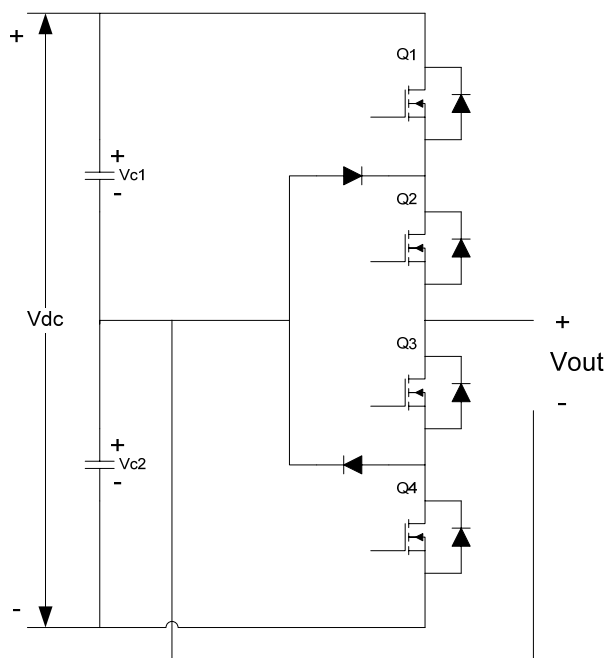 +
Q1
+
Vc1
-
Q2
Vdc
+
Q3
Vout
-
+
Vc2
-
Q4
-